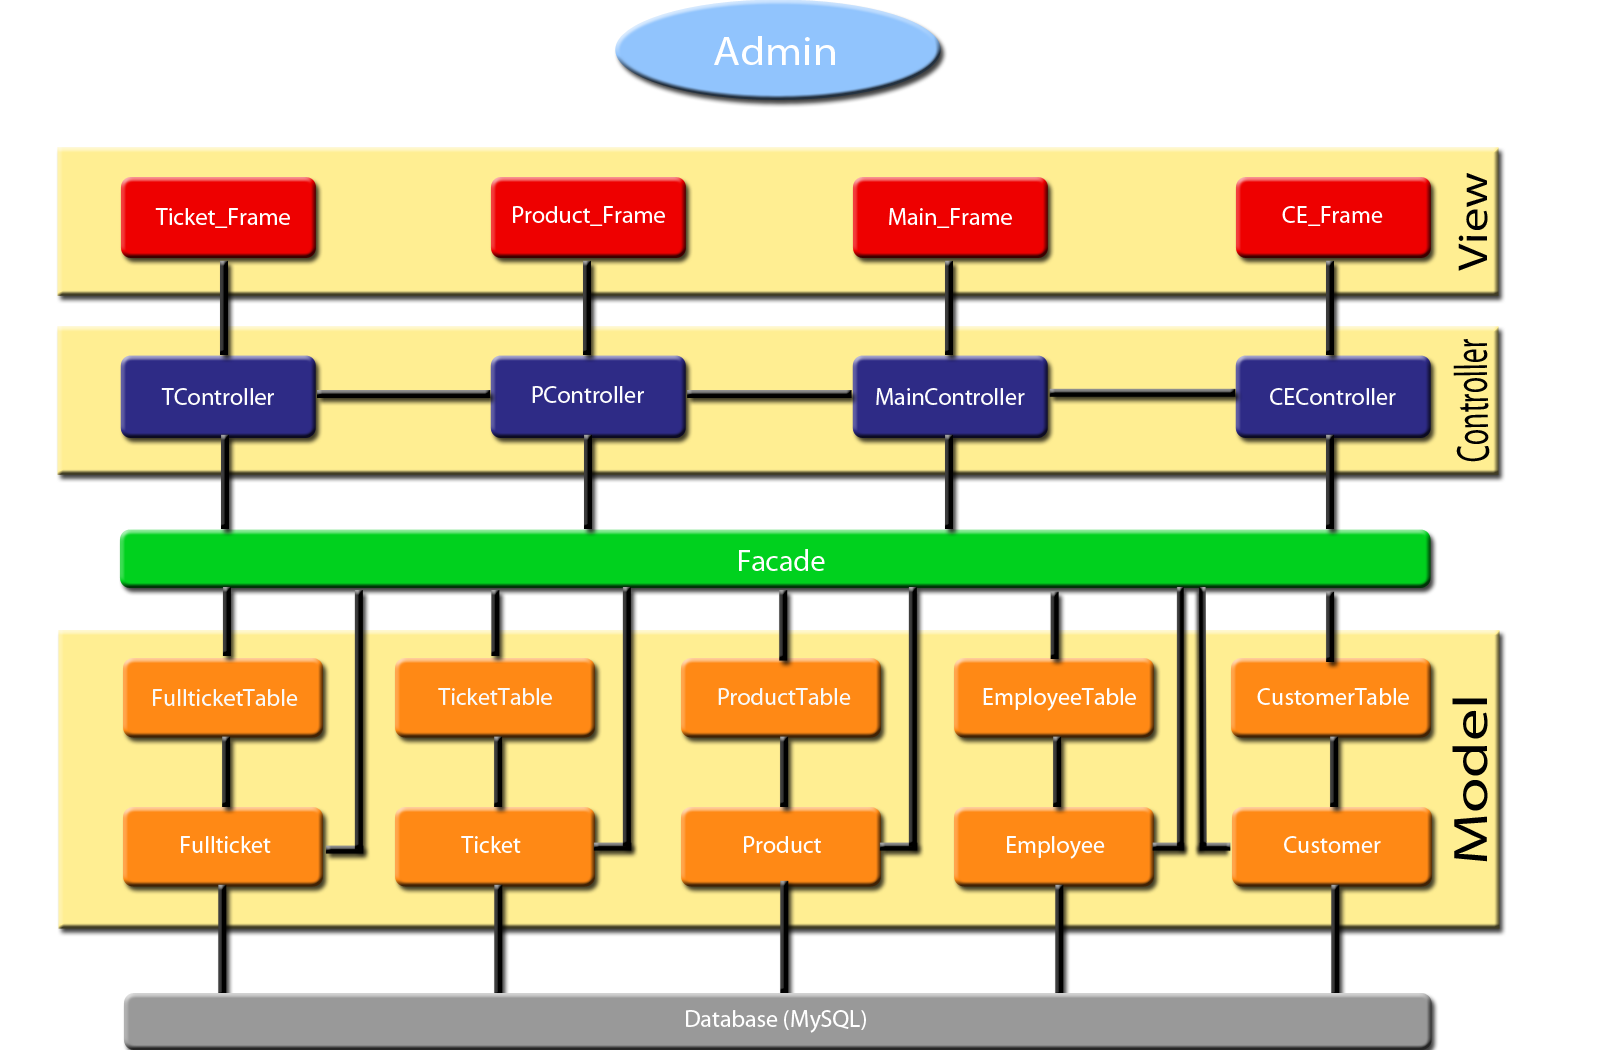 Admin
Ticket_Frame
Product_Frame
Main_Frame
CE_Frame
View
TController
PController
MainController
CEController
Controller
Facade
FullticketTable
TicketTable
ProductTable
EmployeeTable
CustomerTable
Model
Fullticket
Ticket
Product
Employee
Customer
Database (MySQL)